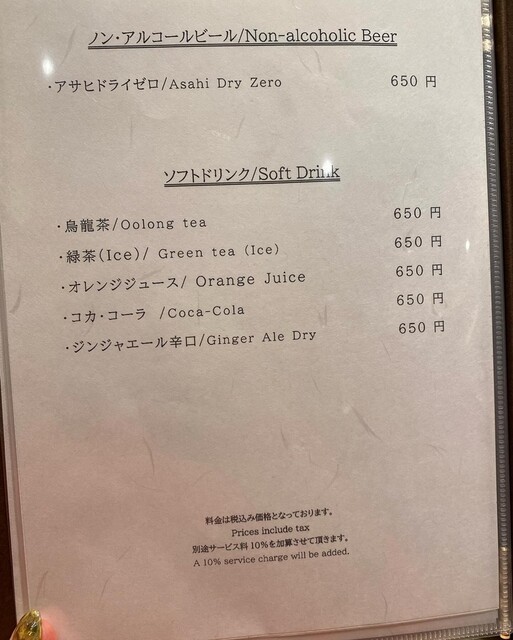 ノン・アルコールビール/Non-alcoholic Beer
・アサヒドライゼロ/Asahi Dry Zero 650 円
ソフトドリンク/Soft Drink
・烏龍茶/Oolong tea 650 円
・緑茶(Ice)/ Green tea (Ice) 650 円
・オレンジジュース/ Orange Juice 650 円
・コカ・コーラ /Coca-Cola 650 円
・ジンジャエール辛口/Ginger Ale Dry 650 円
料金は税込み価格となっております。
Prices include tax
別途サービス料 10%を加算させて頂きます。
A 10% service charge will be added.